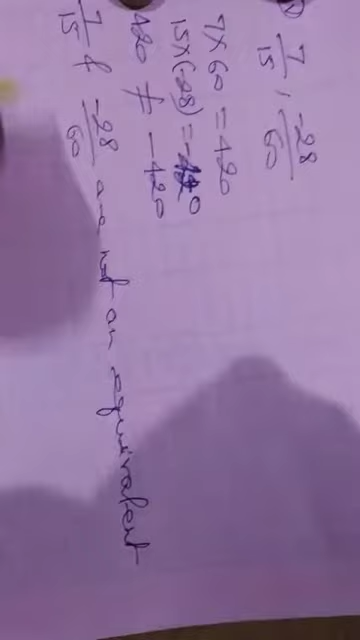 7/15 , -28/60
7 x 60 = 420
15 x (-28) = -420
420 ≠ -420
7/15 & -28/60 are not an equivalent